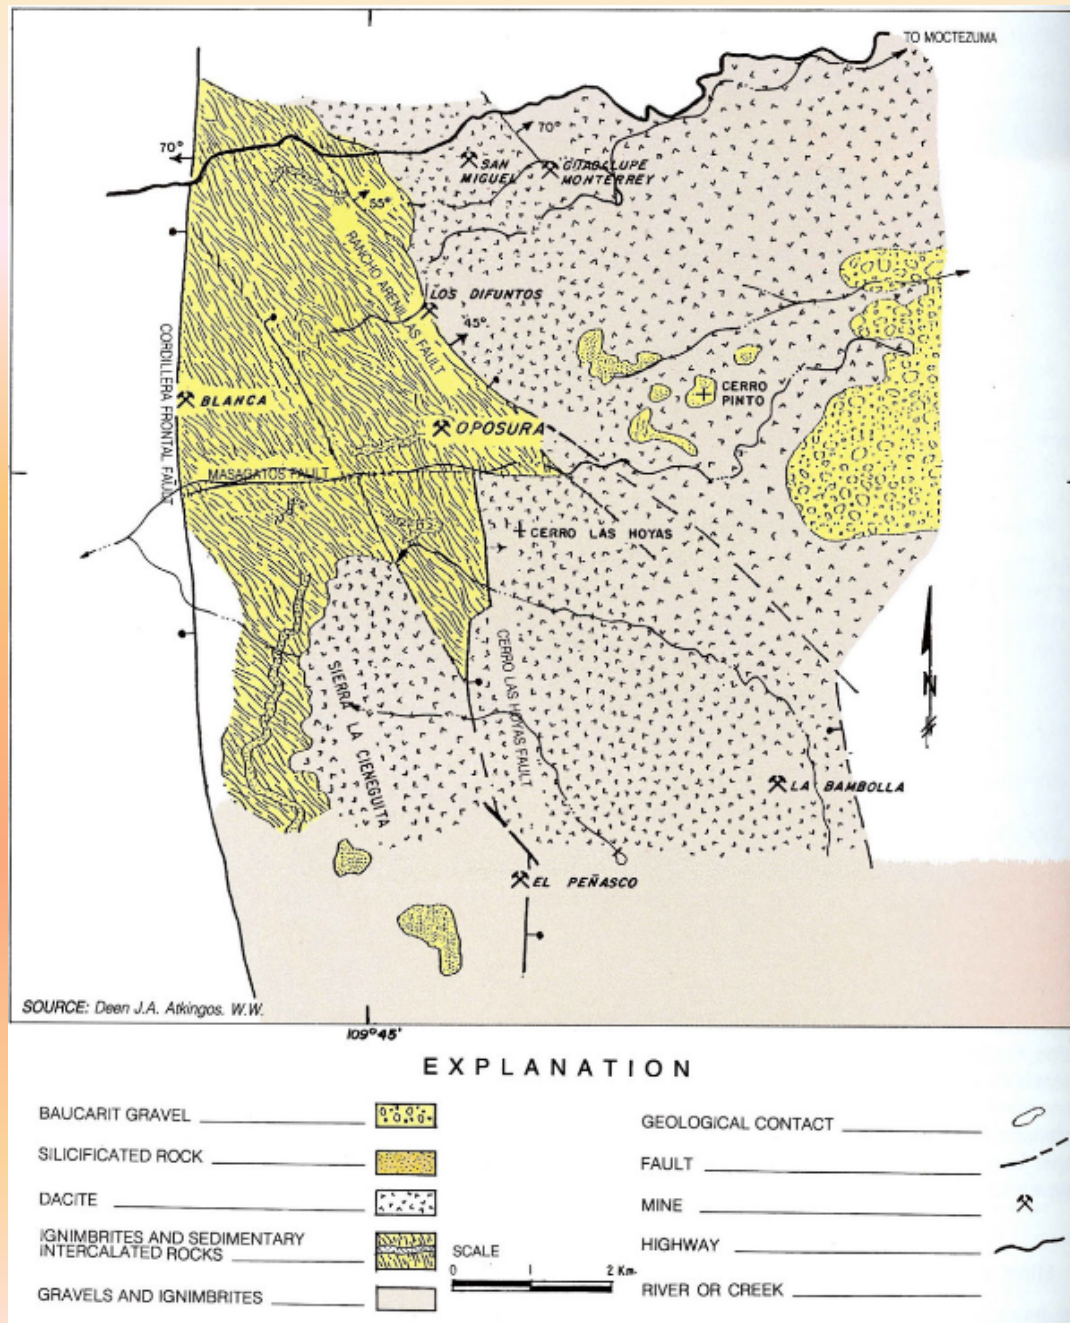 TO MOCTEZUMA
70°
70°
SAN
MIGUEL
GUADALUPE
MONTERREY
55°
RANCHO ARENILLAS FAULT
LOS DIFUNTOS
45°
CORDILLERA FRONTAL FAULT
BLANCA
CERRO
PINTO
OPOSURA
MASAGATOS FAULT
CERRO LAS HOYAS
N
SIERRA LA CIENEGUITA
CERRO LAS HOYAS FAULT
LA BAMBOLLA
EL PEÑASCO
SOURCE: Deen J.A. Atkingos. W.W.
109°45'
EXPLANATION
BAUCARIT GRAVEL
SILICIFICATED ROCK
DACITE
IGNIMBRITES AND SEDIMENTARY
INTERCALATED ROCKS
GRAVELS AND IGNIMBRITES
SCALE
0 1 2 Km.
GEOLOGICAL CONTACT
FAULT
MINE
HIGHWAY
RIVER OR CREEK